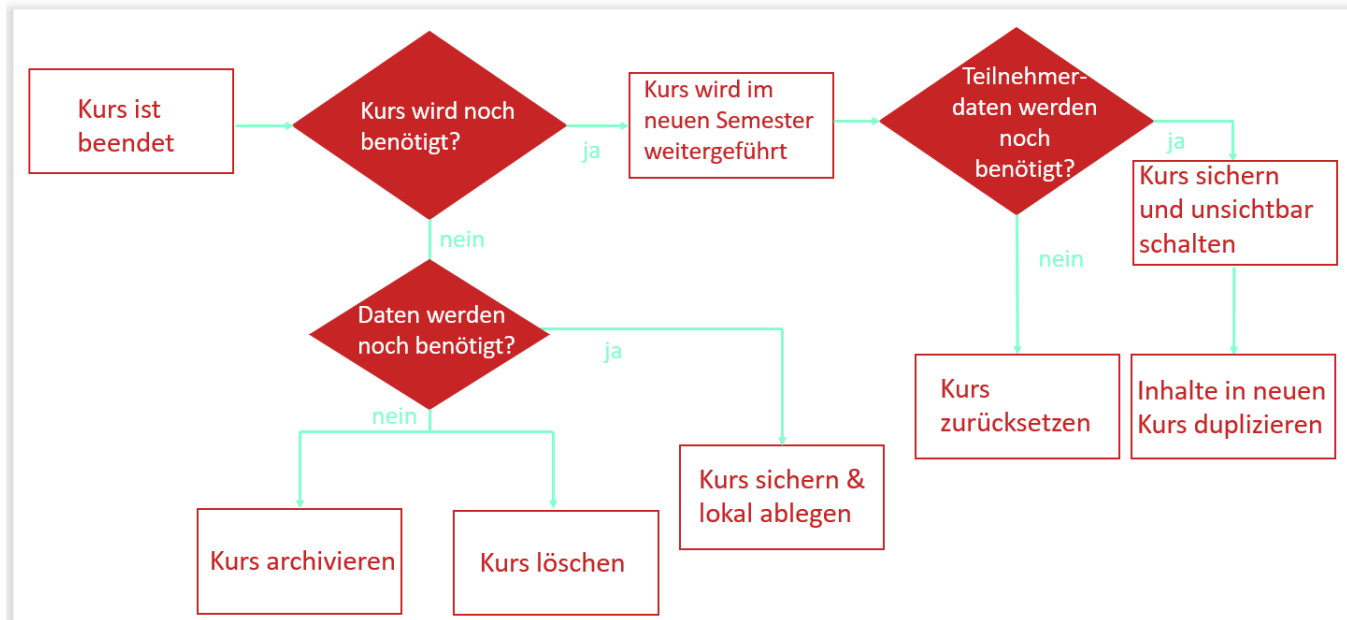 Kurs ist
beendet
Kurs wird noch
benötigt?
ja
Kurs wird im
neuen Semester
weitergeführt
Teilnehmer-
daten werden
noch
benötigt?
ja
Kurs sichern
und unsichtbar
schalten
nein
nein
Daten werden
noch benötigt?
ja
nein
Kurs
zurücksetzen
Inhalte in neuen
Kurs duplizieren
Kurs sichern &
lokal ablegen
Kurs archivieren
Kurs löschen